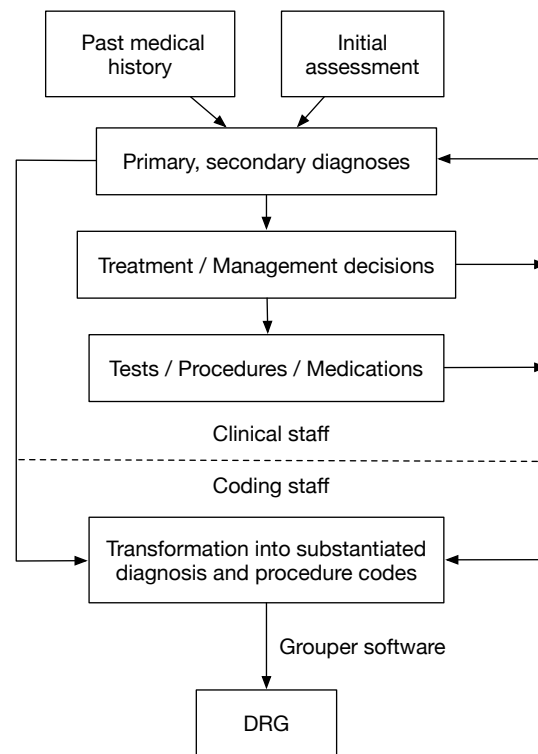 Past medical
history
Initial
assessment
Primary, secondary diagnoses
Treatment / Management decisions
Tests / Procedures / Medications
Clinical staff
Coding staff
Transformation into substantiated
diagnosis and procedure codes
Grouper software
DRG